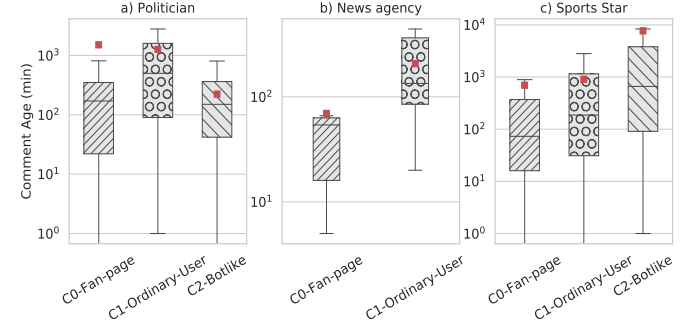 a) Politician
b) News agency
c) Sports Star
Comment Age (min)
10³
10²
10¹
10⁰
10²
10¹
10⁴
10³
10²
10¹
10⁰
C0-Fan-page
C1-Ordinary-User
C2-Botlike
C0-Fan-page
C1-Ordinary-User
C0-Fan-page
C1-Ordinary-User
C2-Botlike